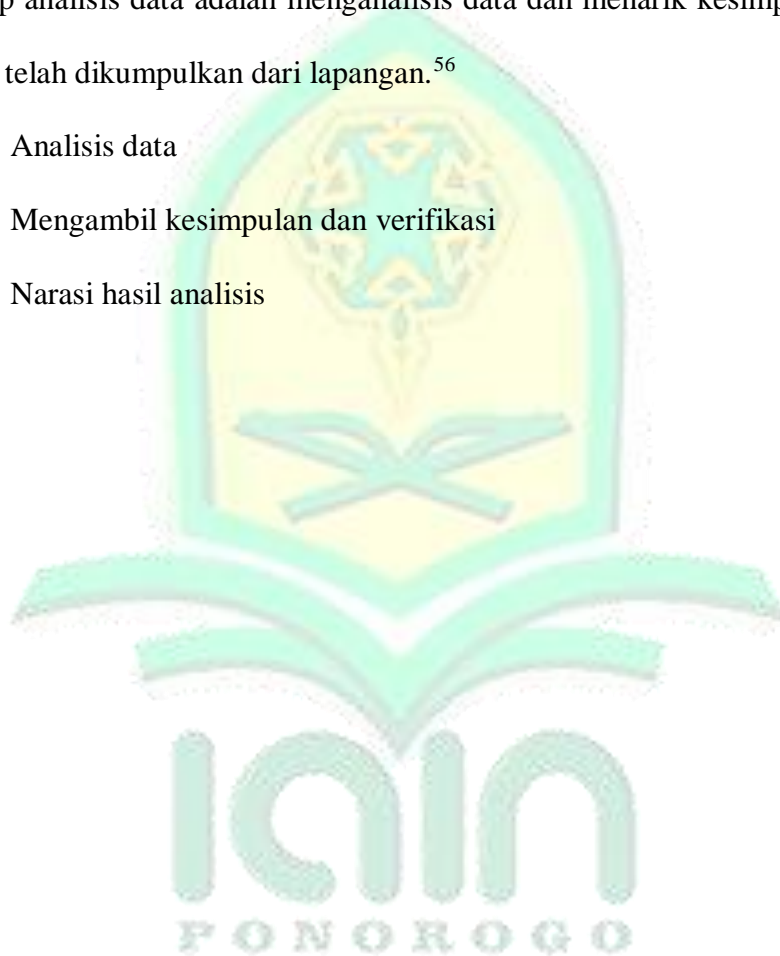 p analisis data adalah menganalisis data dan menarik kesimp
telah dikumpulkan dari lapangan.56
Analisis data
Mengambil kesimpulan dan verifikasi
Narasi hasil analisis
iain
PONOROGO